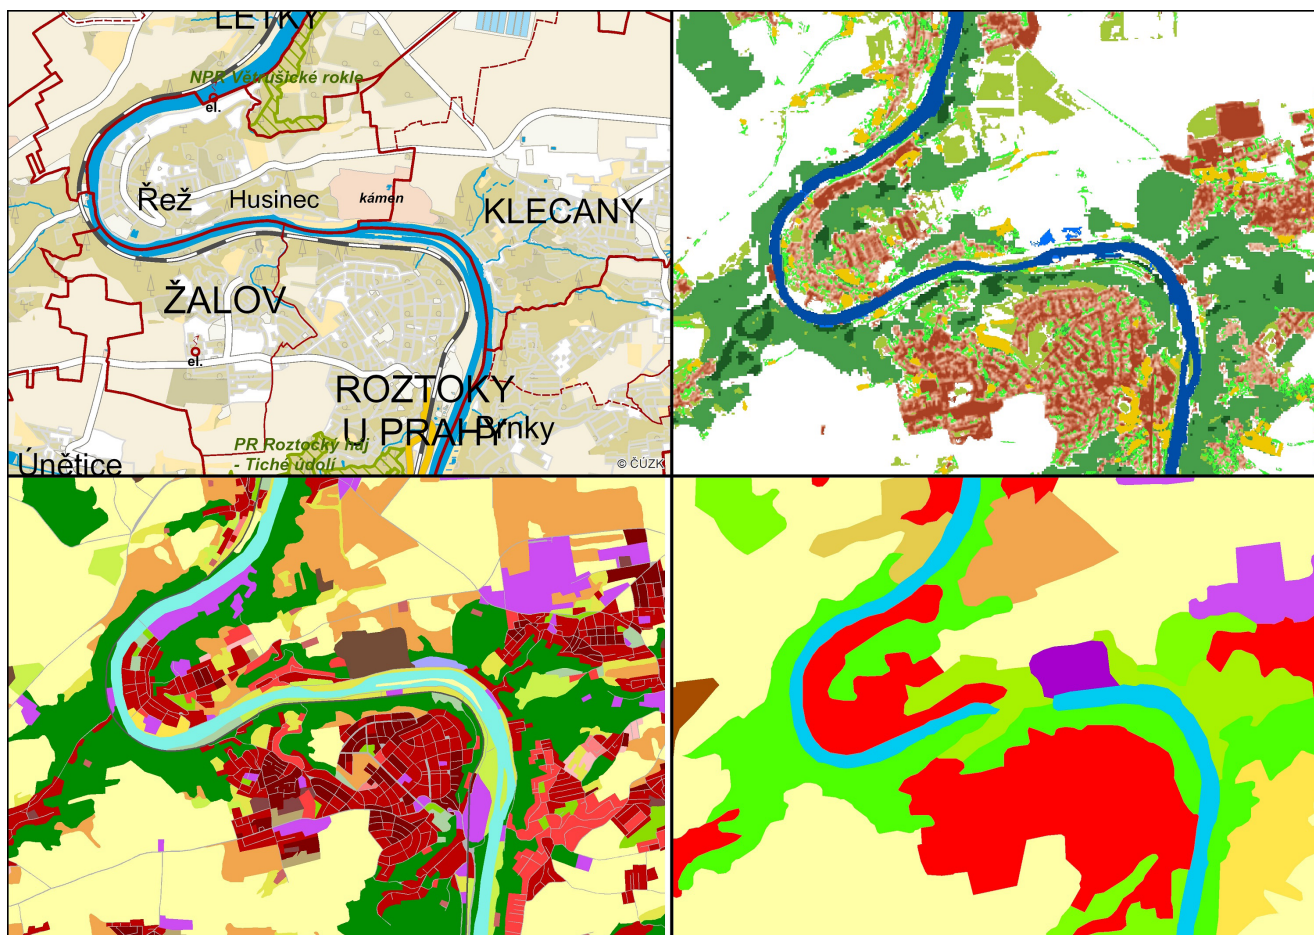 LETKY
NPR Větrušické rokle
el.
Řež
Husinec
kámen
KLECANY
ŽALOV
el.
ROZTOKY
U PRAHY
Brnky
PR Roztocký háj
- Tiché údolí
Únětice
© ČÚZK